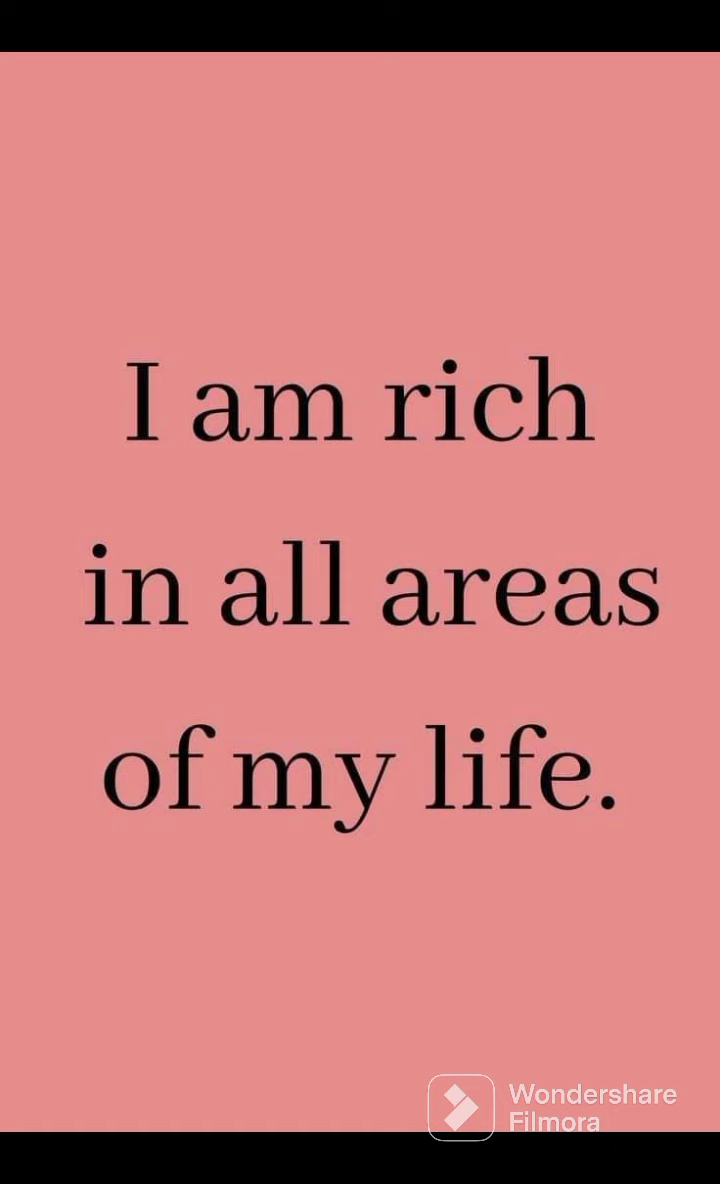 I am rich
in all areas
of my life.
Wondershare
Filmora